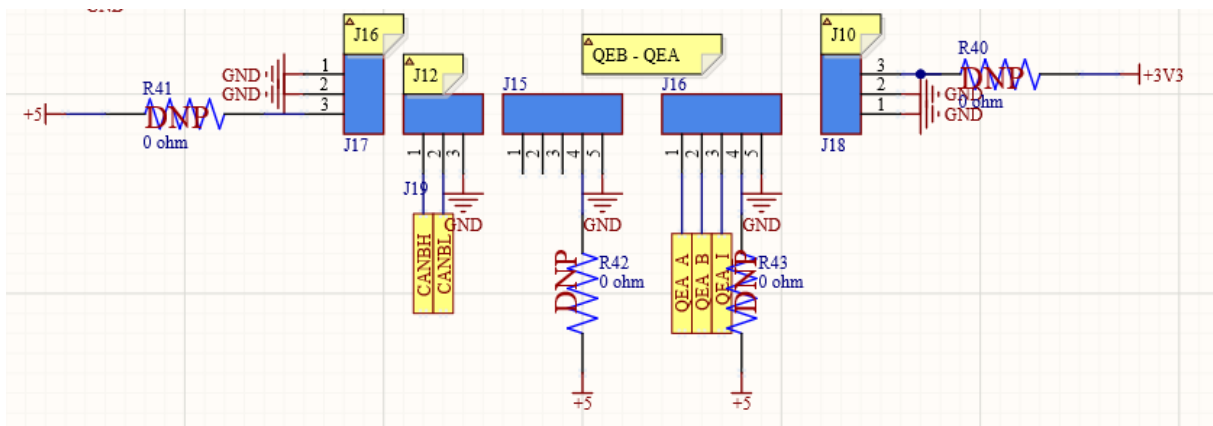 GND
J16
J10
QEB - QEA
R40
J12
J15
J16
GND
1
GND
2
3
3
2
1
DNP
0 ohm
+3V3
GND
GND
R41
+5
DNP
0 ohm
J17
J18
1
2
3
1
2
3
4
5
1
2
3
4
5
J19
GND
GND
GND
CANBH
CANBL
DNP
R42
0 ohm
QEA A
QEA B
QEA I
DNP
R43
0 ohm
+5
+5